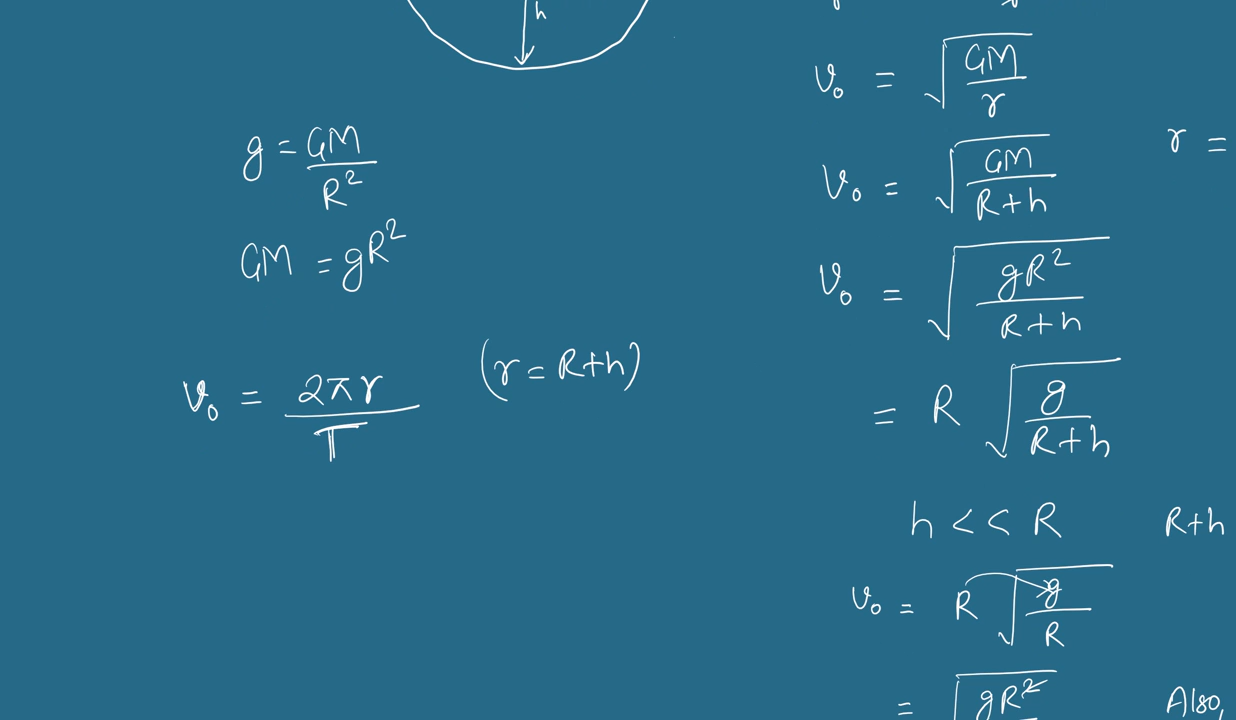 h
g = GM/R²
GM = gR²
v₀ = 2πr/T (r = R+h)
v₀ = √(GM/r)
r =
v₀ = √(GM/(R+h))
v₀ = √(gR²/(R+h))
= R √(g/(R+h))
h << R R+h
v₀ = R √(g/R)
= √(gR²
Also,